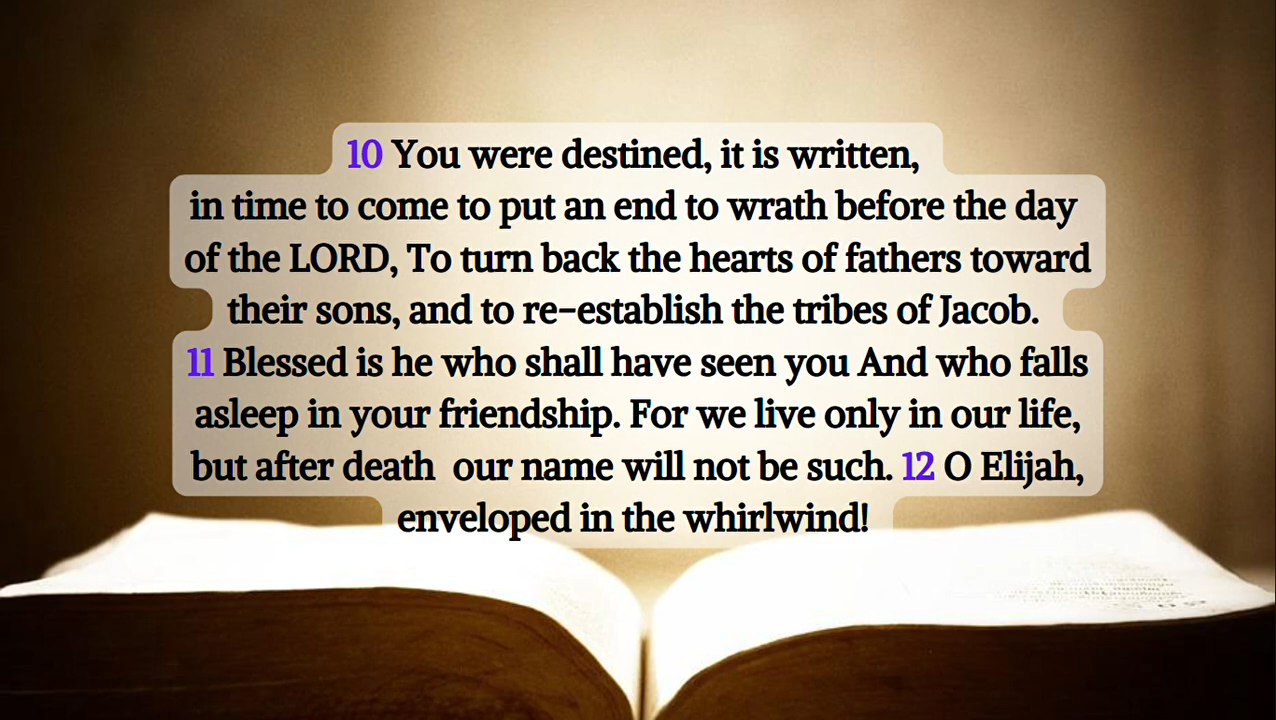 10 You were destined, it is written,
in time to come to put an end to wrath before the day
of the LORD, To turn back the hearts of fathers toward
their sons, and to re-establish the tribes of Jacob.
11 Blessed is he who shall have seen you And who falls
asleep in your friendship. For we live only in our life,
but after death  our name will not be such. 12 O Elijah,
enveloped in the whirlwind!